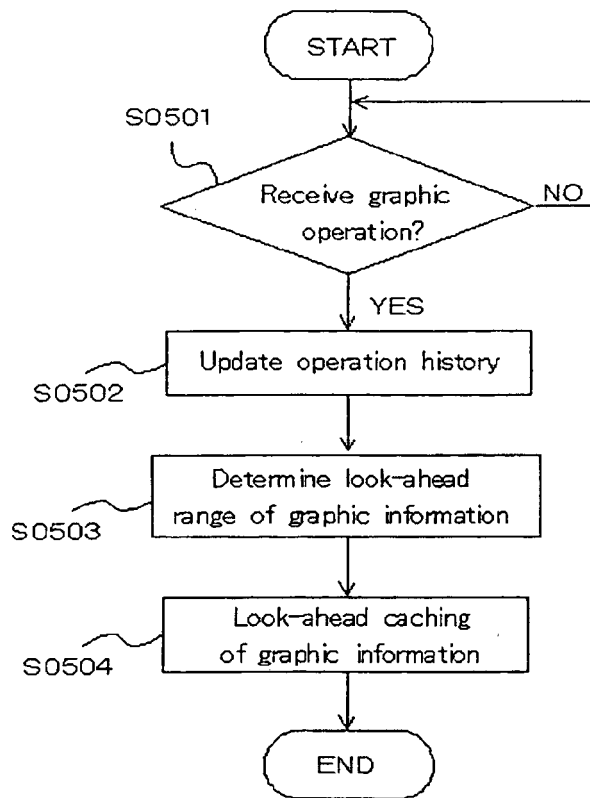 START
S0501
Receive graphic
operation?
NO
YES
Update operation history
S0502
Determine look-ahead
range of graphic information
S0503
Look-ahead caching
of graphic information
S0504
END